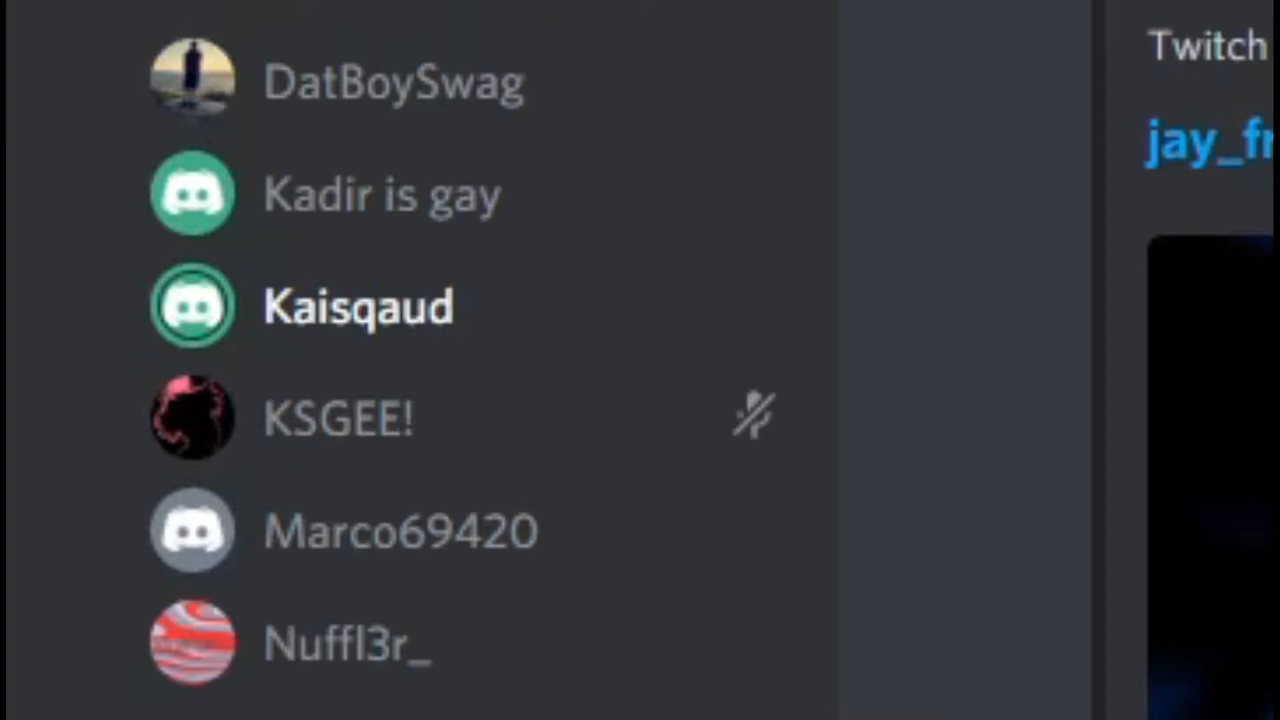 DatBoySwag
Kadir is gay
Kaisqaud
KSGEE!
Marco69420
Nuffl3r_
Twitch
jay_fr